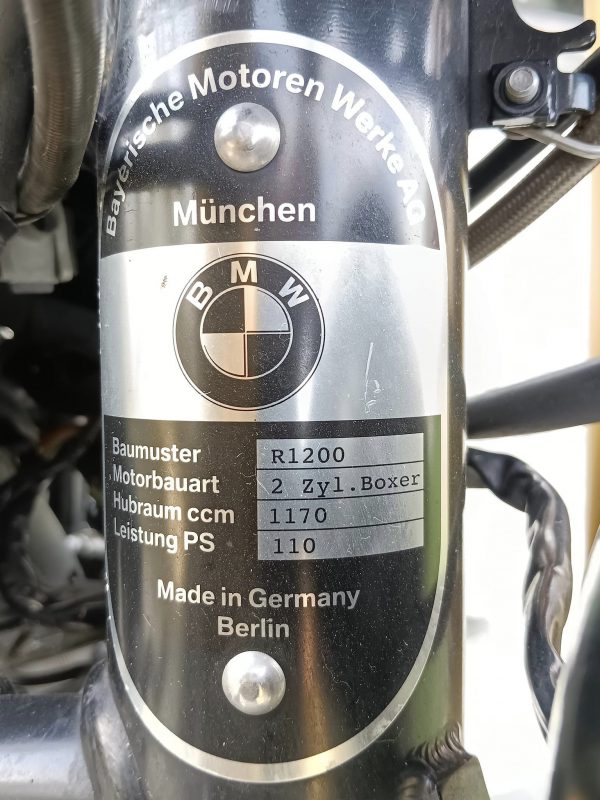 Bayerische Motoren Werke AG
München
BMW
Baumuster R1200
Motorbauart 2 Zyl.Boxer
Hubraum ccm 1170
Leistung PS 110
Made in Germany
Berlin